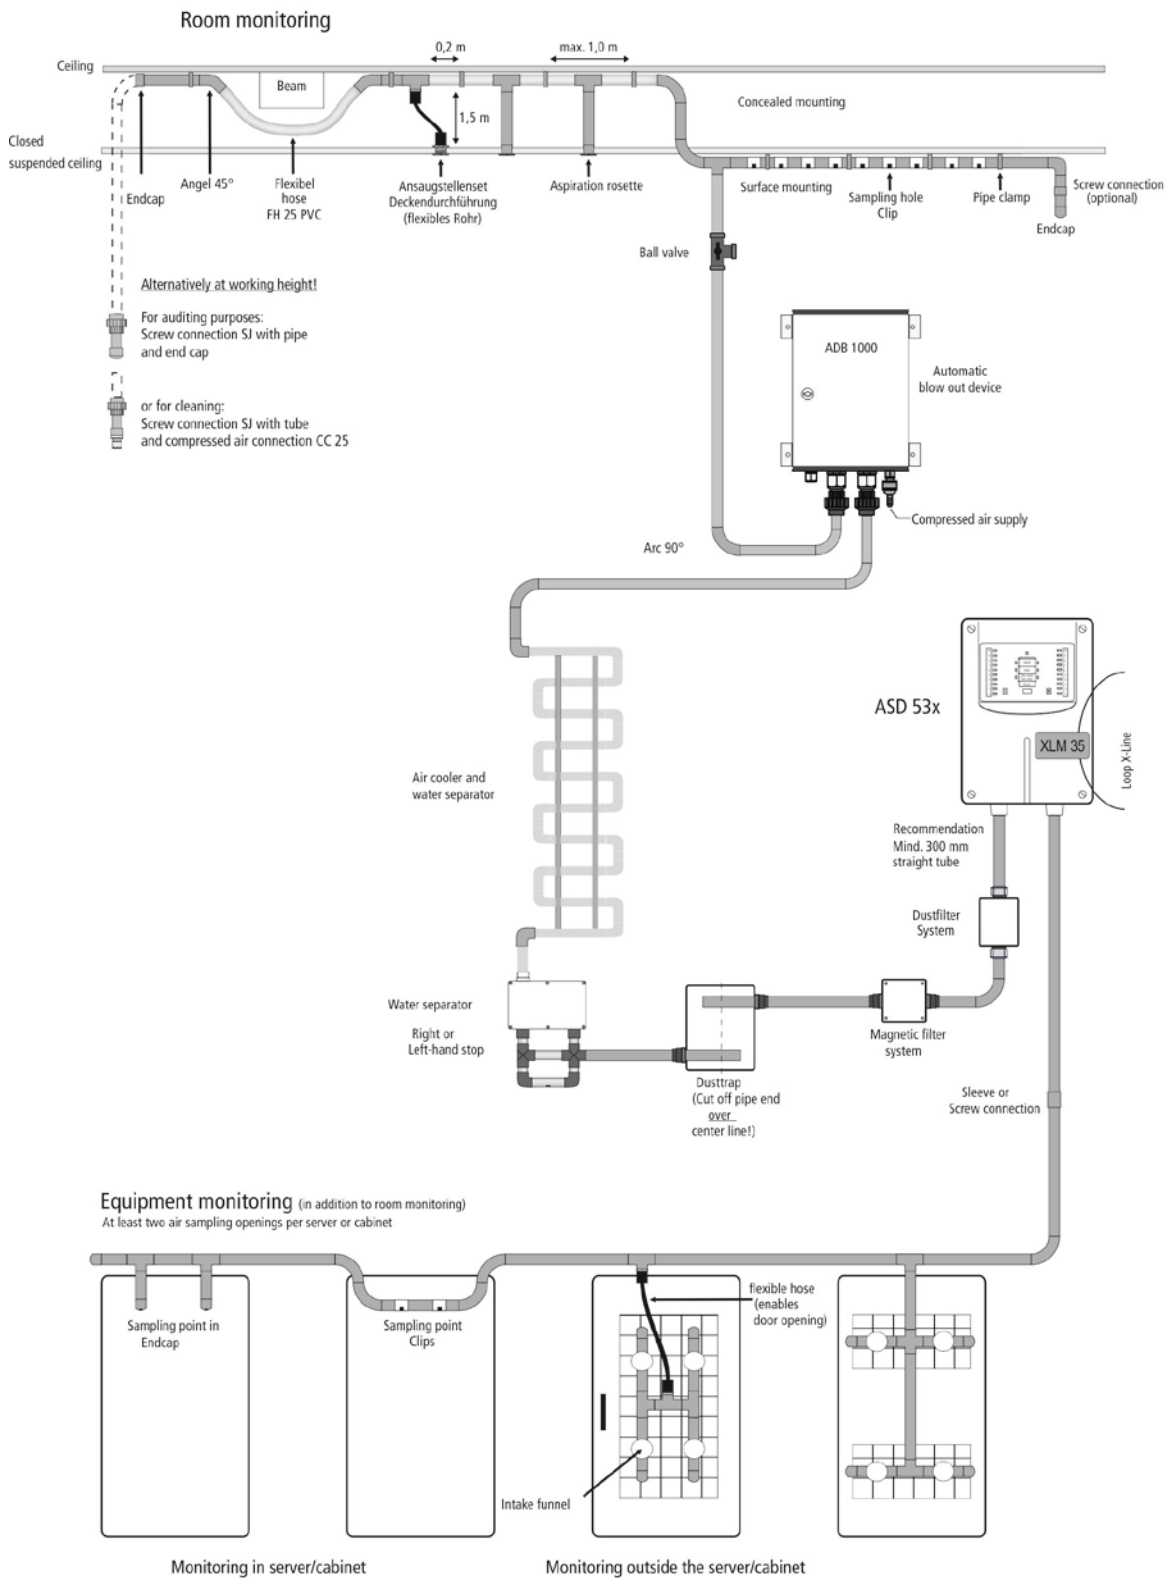 Room monitoring
0,2 m
max. 1,0 m
Ceiling
Beam
Concealed mounting
1,5 m
Closed
suspended ceiling
Endcap
Angel 45°
Flexibel
hose
FH 25 PVC
Ansaugstellenset
Deckendurchführung
(flexibles Rohr)
Aspiration rosette
Surface mounting
Sampling hole
Clip
Pipe clamp
Screw connection
(optional)
Endcap
Ball valve
Alternatively at working height!
For auditing purposes:
Screw connection SJ with pipe
and end cap
or for cleaning:
Screw connection SJ with tube
and compressed air connection CC 25
ADB 1000
Automatic
blow out device
Compressed air supply
Arc 90°
ASD 53x
XLM 35
Loop X-Line
Air cooler and
water separator
Recommendation
Mind. 300 mm
straight tube
Dustfilter
System
Water separator
Right or
Left-hand stop
Magnetic filter
system
Dusttrap
(Cut off pipe end
over
center line!)
Sleeve or
Screw connection
Equipment monitoring (in addition to room monitoring)
At least two air sampling openings per server or cabinet
Sampling point in
Endcap
Sampling point
Clips
flexible hose
(enables
door opening)
Intake funnel
Monitoring in server/cabinet
Monitoring outside the server/cabinet